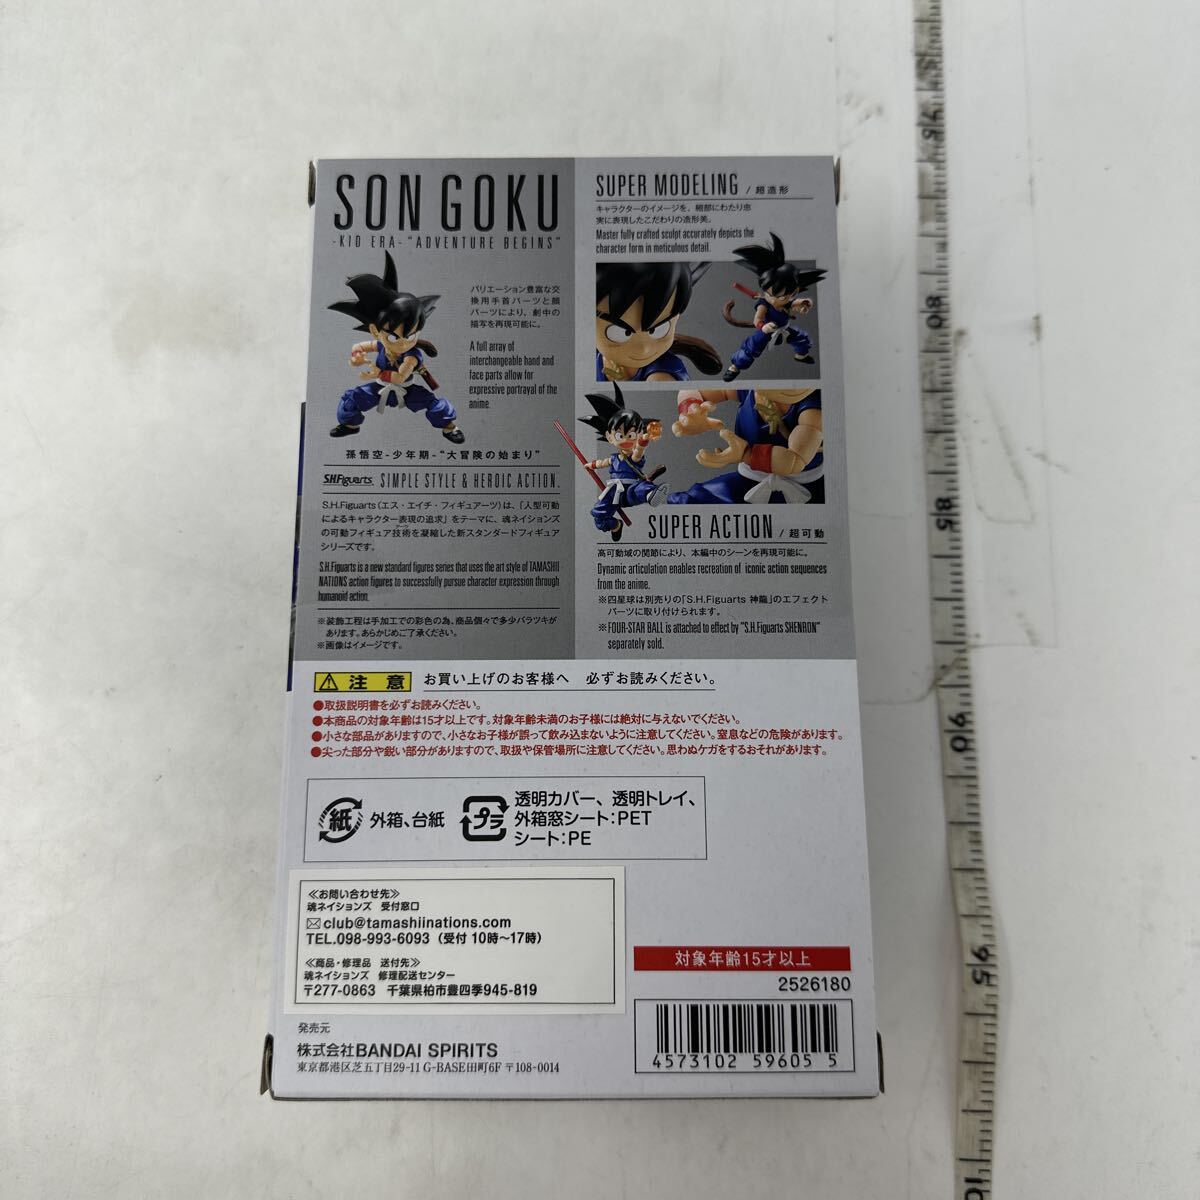 SON GOKU
-KID ERA-"ADVENTURE BEGINS"
バリエーション豊富な交
換用手首パーツと顔
パーツにより、劇中の
描写を再現可能に。
A full array of
interchangeable hand and
face parts allow for
expressive portrayal of the
anime.
孫悟空-少年期-"大冒険の始まり"
S.H.Figuarts SIMPLE STYLE & HEROIC ACTION.
S.H.Figuarts(エス・エイチ・フィギュアーツ)は、「人型可動
によるキャラクター表現の追求」をテーマに、魂ネイションズ
の可動フィギュア技術を凝縮した新スタンダードフィギュア
シリーズです。
S.H.Figuarts is a new standard figures series that uses the art style of TAMASHII
NATIONS action figures to successfully pursue character expression through
humanoid action.
※装飾工程は手加工での彩色の為、商品個々で多少バラツキが
あります。あらかじめご了承ください。
※画像はイメージです。
SUPER MODELING / 超造形
キャラクターのイメージを、細部にわたり忠
実に表現したこだわりの造形美。
Master fully crafted sculpt accurately depicts the
character form in meticulous detail.
SUPER ACTION / 超可動
高可動域の関節により、本編中のシーンを再現可能に。
Dynamic articulation enables recreation of iconic action sequences
from the anime.
※四星球は別売りの「S.H.Figuarts 神龍」のエフェクト
パーツに取り付けられます。
※ FOUR-STAR BALL is attached to effect by "S.H.Figuarts SHENRON"
separately sold.
注意 お買い上げのお客様へ 必ずお読みください。
●取扱説明書を必ずお読みください。
●本商品の対象年齢は15才以上です。対象年齢未満のお子様には絶対に与えないでください。
●小さな部品がありますので、小さなお子様が誤って飲み込まないように注意してください。窒息などの危険があります。
●尖った部分や鋭い部分がありますので、取扱や保管場所に注意してください。思わぬケガをするおそれがあります。
紙 外箱、台紙
プラ 透明カバー、透明トレイ、
外箱窓シート:PET
シート:PE
≪お問い合わせ先≫
魂ネイションズ 受付窓口
club@tamashiinations.com
TEL.098-993-6093 (受付 10時～17時)
≪商品・修理品 送付先≫
魂ネイションズ 修理配送センター
〒277-0863 千葉県柏市豊四季945-819
発売元
株式会社BANDAI SPIRITS
東京都港区芝五丁目29-11 G-BASE田町6F 〒108-0014
対象年齢15才以上
2526180
4573102 59605 5
75
80
85
90
95